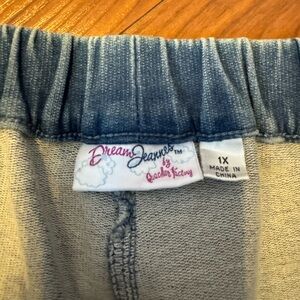 Dream Jeannes™
by
Quacker Factory
1X
MADE IN
CHINA